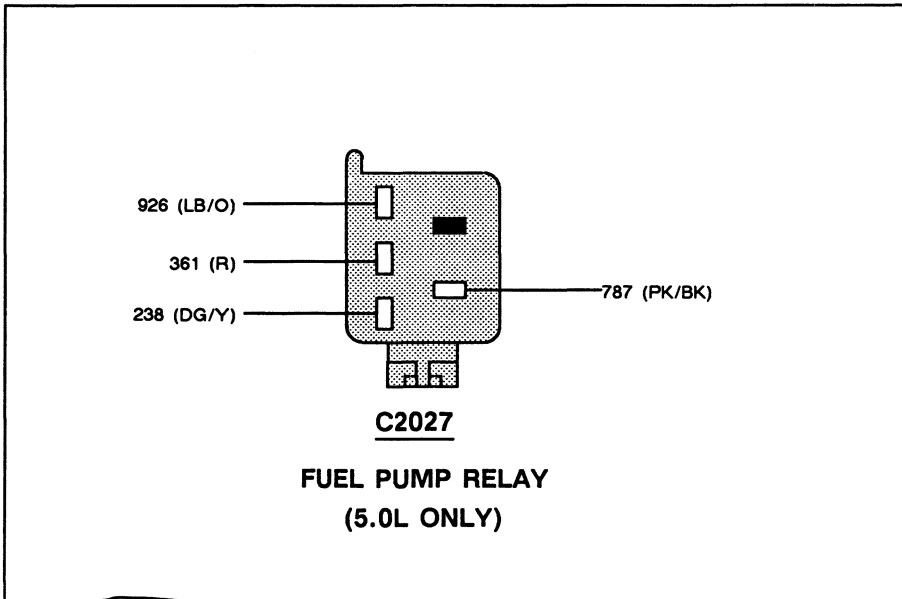 926 (LB/O)
361 (R)
238 (DG/Y)
787 (PK/BK)
C2027
FUEL PUMP RELAY
(5.0L ONLY)